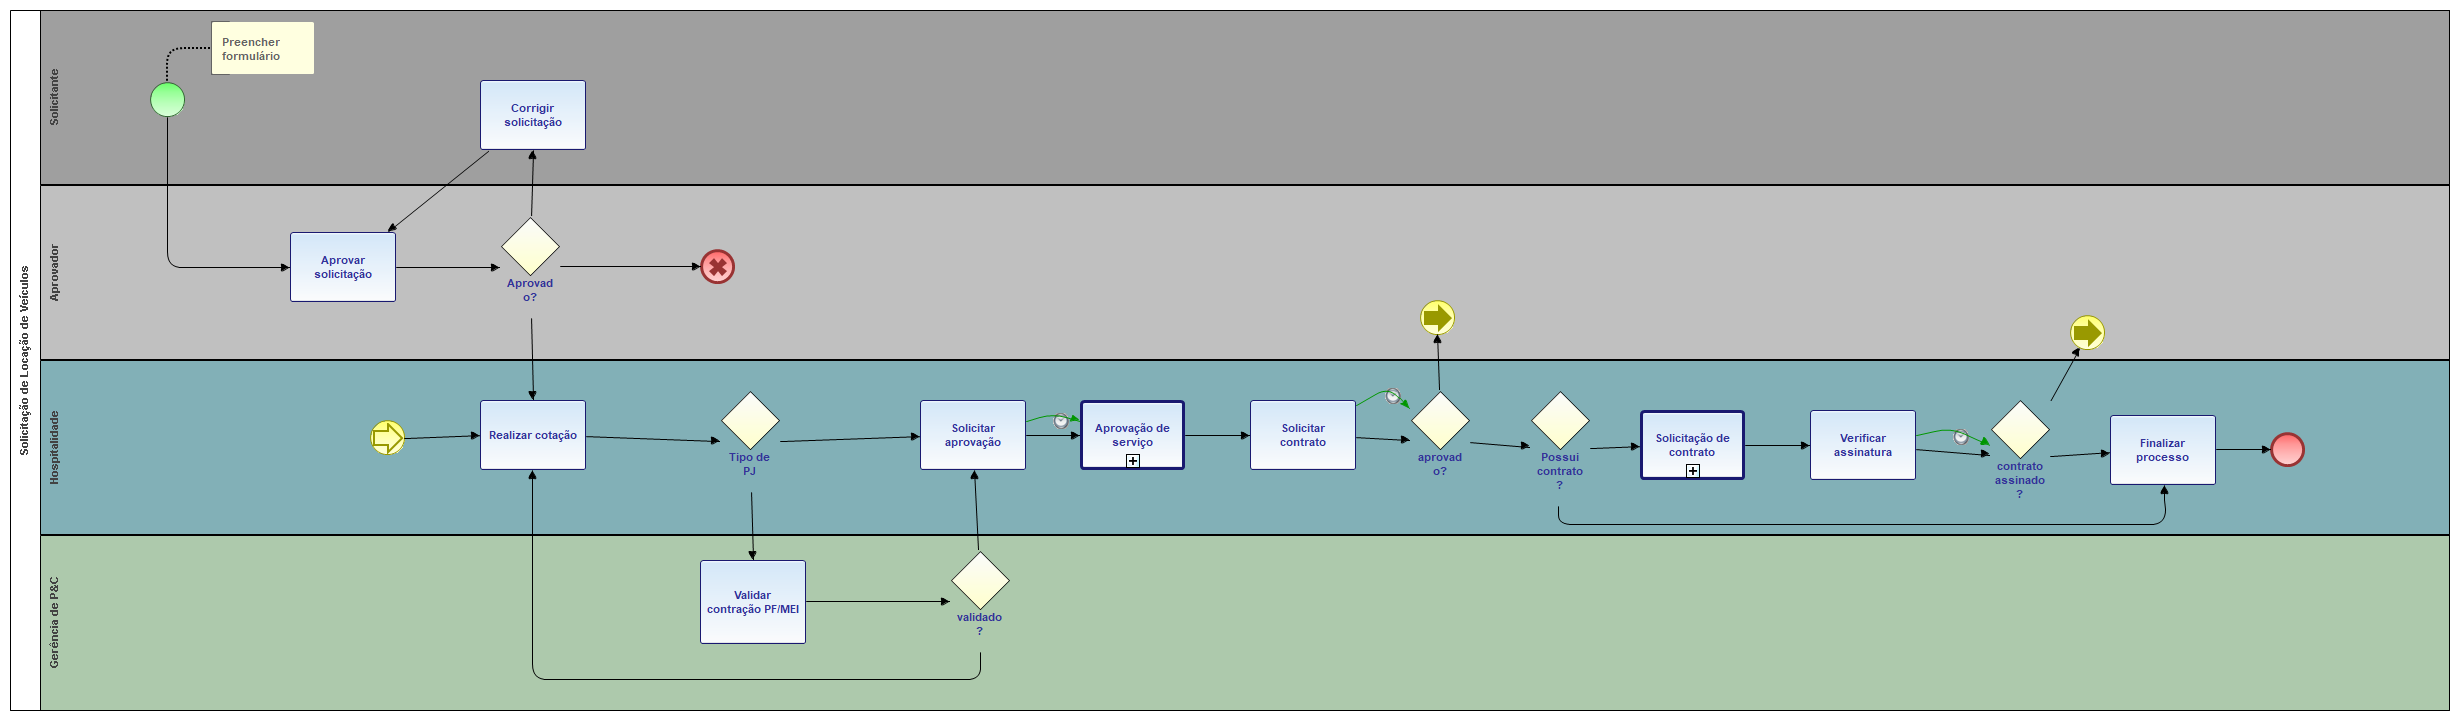 Solicitação de Locação de Veículos
Solicitante
Preencher
formulário
Corrigir
solicitação
Aprovador
Aprovar
solicitação
Aprovad
o?
Hospitalidade
Realizar cotação
Tipo de
PJ
Solicitar
aprovação
Aprovação de
serviço
Solicitar
contrato
aprovad
o?
Possui
contrato
?
Solicitação de
contrato
Verificar
assinatura
contrato
assinado
?
Finalizar
processo
Gerência de P&C
Validar
contração PF/MEI
validado
?